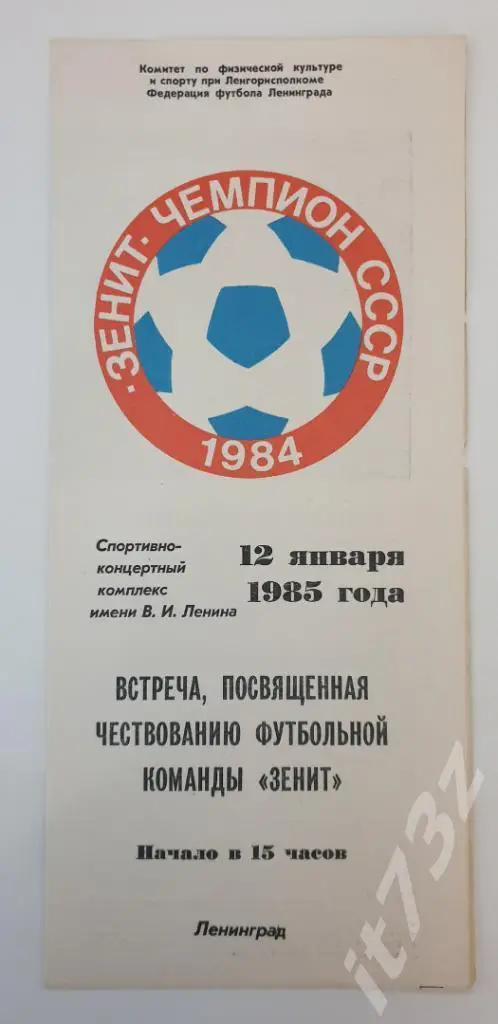 Комитет по физической культуре
и спорту при Ленгорисполкоме
Федерация футбола Ленинграда
·ЗЕНИТ· ЧЕМПИОН СССР
1984
Спортивно-
концертный
комплекс
имени В. И. Ленина
12 января
1985 года
ВСТРЕЧА, ПОСВЯЩЕННАЯ
ЧЕСТВОВАНИЮ ФУТБОЛЬНОЙ
КОМАНДЫ «ЗЕНИТ»
Начало в 15 часов
Ленинград
it73z